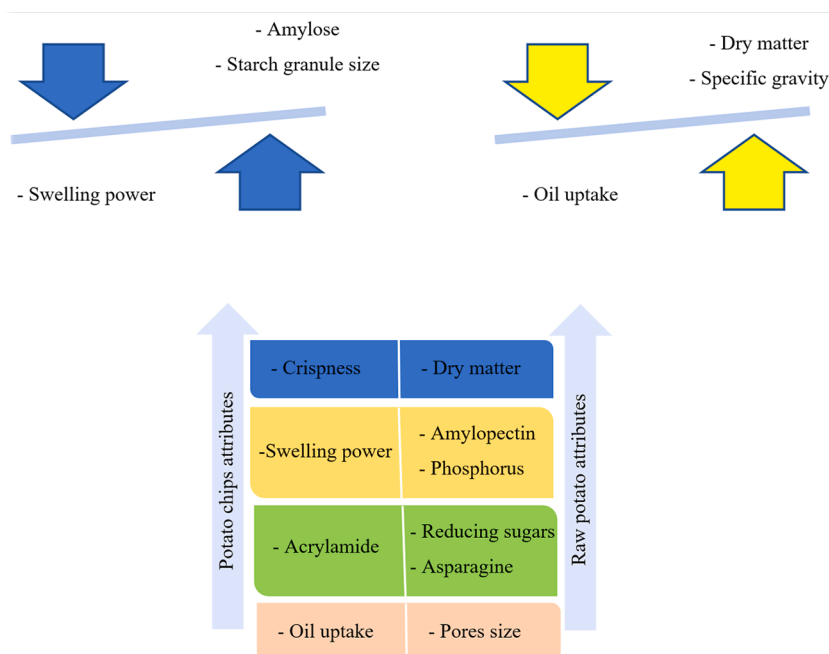 - Amylose
- Starch granule size
- Swelling power
- Dry matter
- Specific gravity
- Oil uptake
Potato chips attributes
- Crispness
- Dry matter
-Swelling power
- Amylopectin
- Phosphorus
- Acrylamide
- Reducing sugars
- Asparagine
- Oil uptake
- Pores size
Raw potato attributes